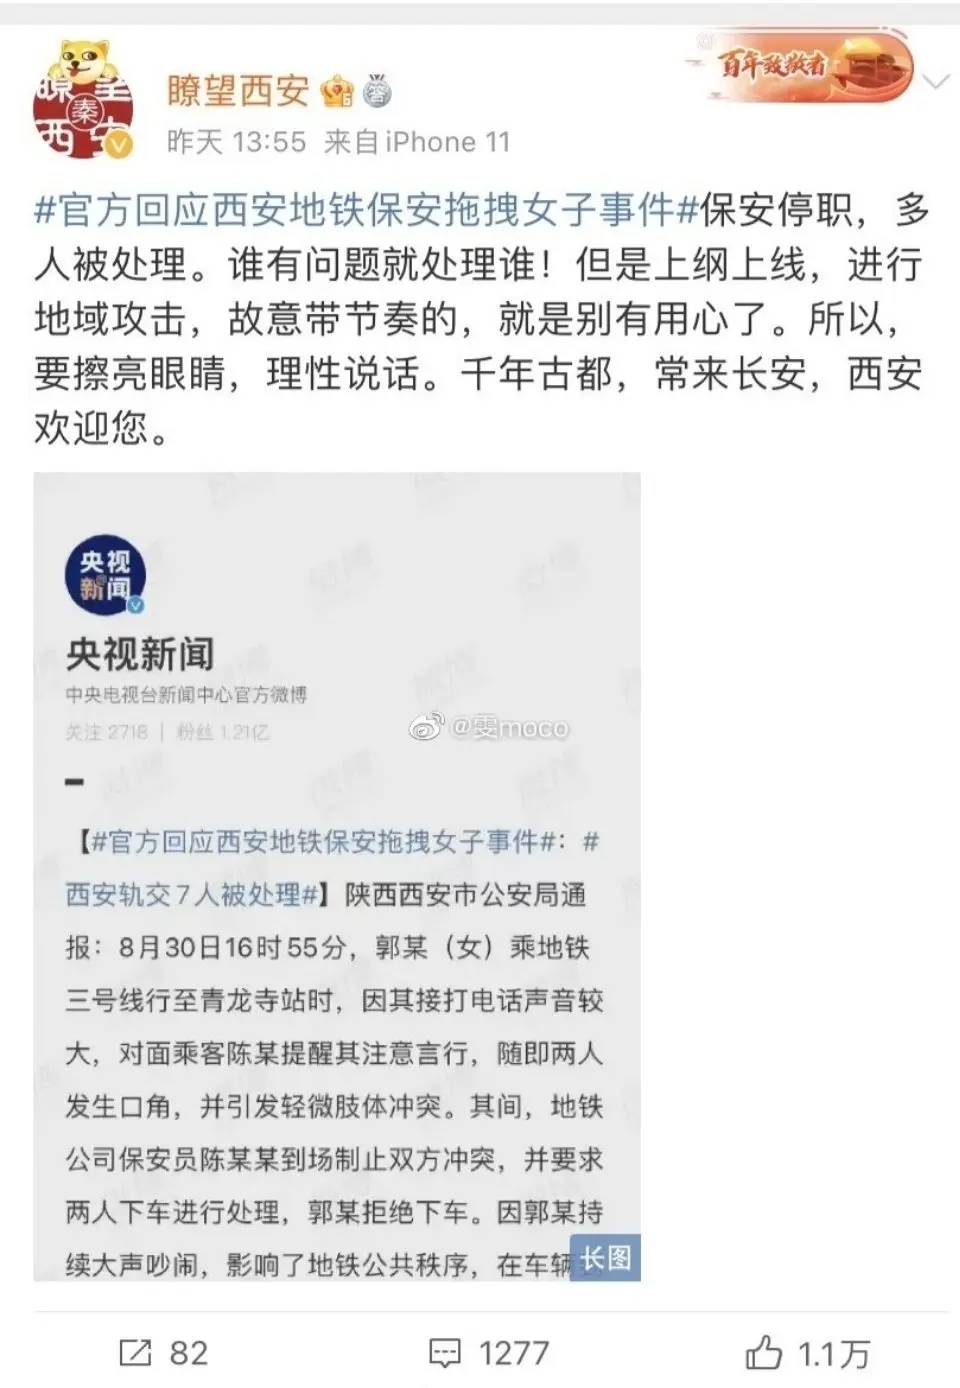 瞭望西安
百年致敬者
昨天 13:55 来自 iPhone 11
#官方回应西安地铁保安拖拽女子事件#保安停职，多
人被处理。谁有问题就处理谁！但是上纲上线，进行
地域攻击，故意带节奏的，就是别有用心了。所以，
要擦亮眼睛，理性说话。千年古都，常来长安，西安
欢迎您。
央视
新闻
央视新闻
中央电视台新闻中心官方微博
关注 2718 | 粉丝 1.21亿
@雯moco
【#官方回应西安地铁保安拖拽女子事件#：#
西安轨交7人被处理#】陕西西安市公安局通
报：8月30日16时55分，郭某（女）乘地铁
三号线行至青龙寺站时，因其接打电话声音较
大，对面乘客陈某提醒其注意言行，随即两人
发生口角，并引发轻微肢体冲突。其间，地铁
公司保安员陈某某到场制止双方冲突，并要求
两人下车进行处理，郭某拒绝下车。因郭某持
续大声吵闹，影响了地铁公共秩序，在车辆
长图
82 1277 1.1万